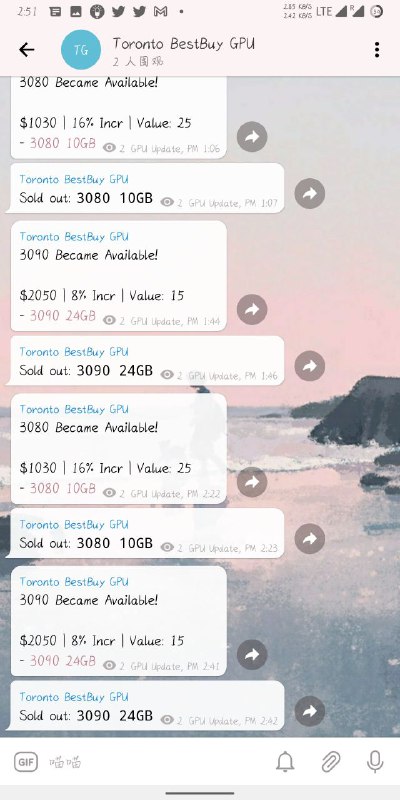 2:51
2.85 KB/S
2.42 KB/S
LTE
R
TG
Toronto BestBuy GPU
2 人围观
3080 Became Available!
$1030 | 16% Incr | Value: 25
- 3080 10GB 2 GPU Update, PM 1:06
Toronto BestBuy GPU
Sold out: 3080 10GB 2 GPU Update, PM 1:07
Toronto BestBuy GPU
3090 Became Available!
$2050 | 8% Incr | Value: 15
- 3090 24GB 2 GPU Update, PM 1:44
Toronto BestBuy GPU
Sold out: 3090 24GB 2 GPU Update, PM 1:46
Toronto BestBuy GPU
3080 Became Available!
$1030 | 16% Incr | Value: 25
- 3080 10GB 2 GPU Update, PM 2:22
Toronto BestBuy GPU
Sold out: 3080 10GB 2 GPU Update, PM 2:23
Toronto BestBuy GPU
3090 Became Available!
$2050 | 8% Incr | Value: 15
- 3090 24GB 2 GPU Update, PM 2:41
Toronto BestBuy GPU
Sold out: 3090 24GB 2 GPU Update, PM 2:42
GIF 喵喵